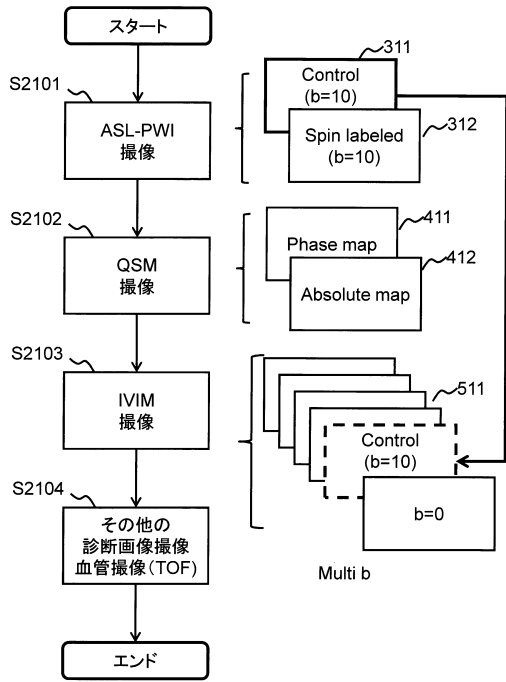 スタート
S2101
ASL-PWI
撮像
311
Control
(b=10)
312
Spin labeled
(b=10)
S2102
QSM
撮像
411
Phase map
412
Absolute map
S2103
IVIM
撮像
511
Control
(b=10)
b=0
Multi b
S2104
その他の
診断画像撮像
血管撮像(TOF)
エンド